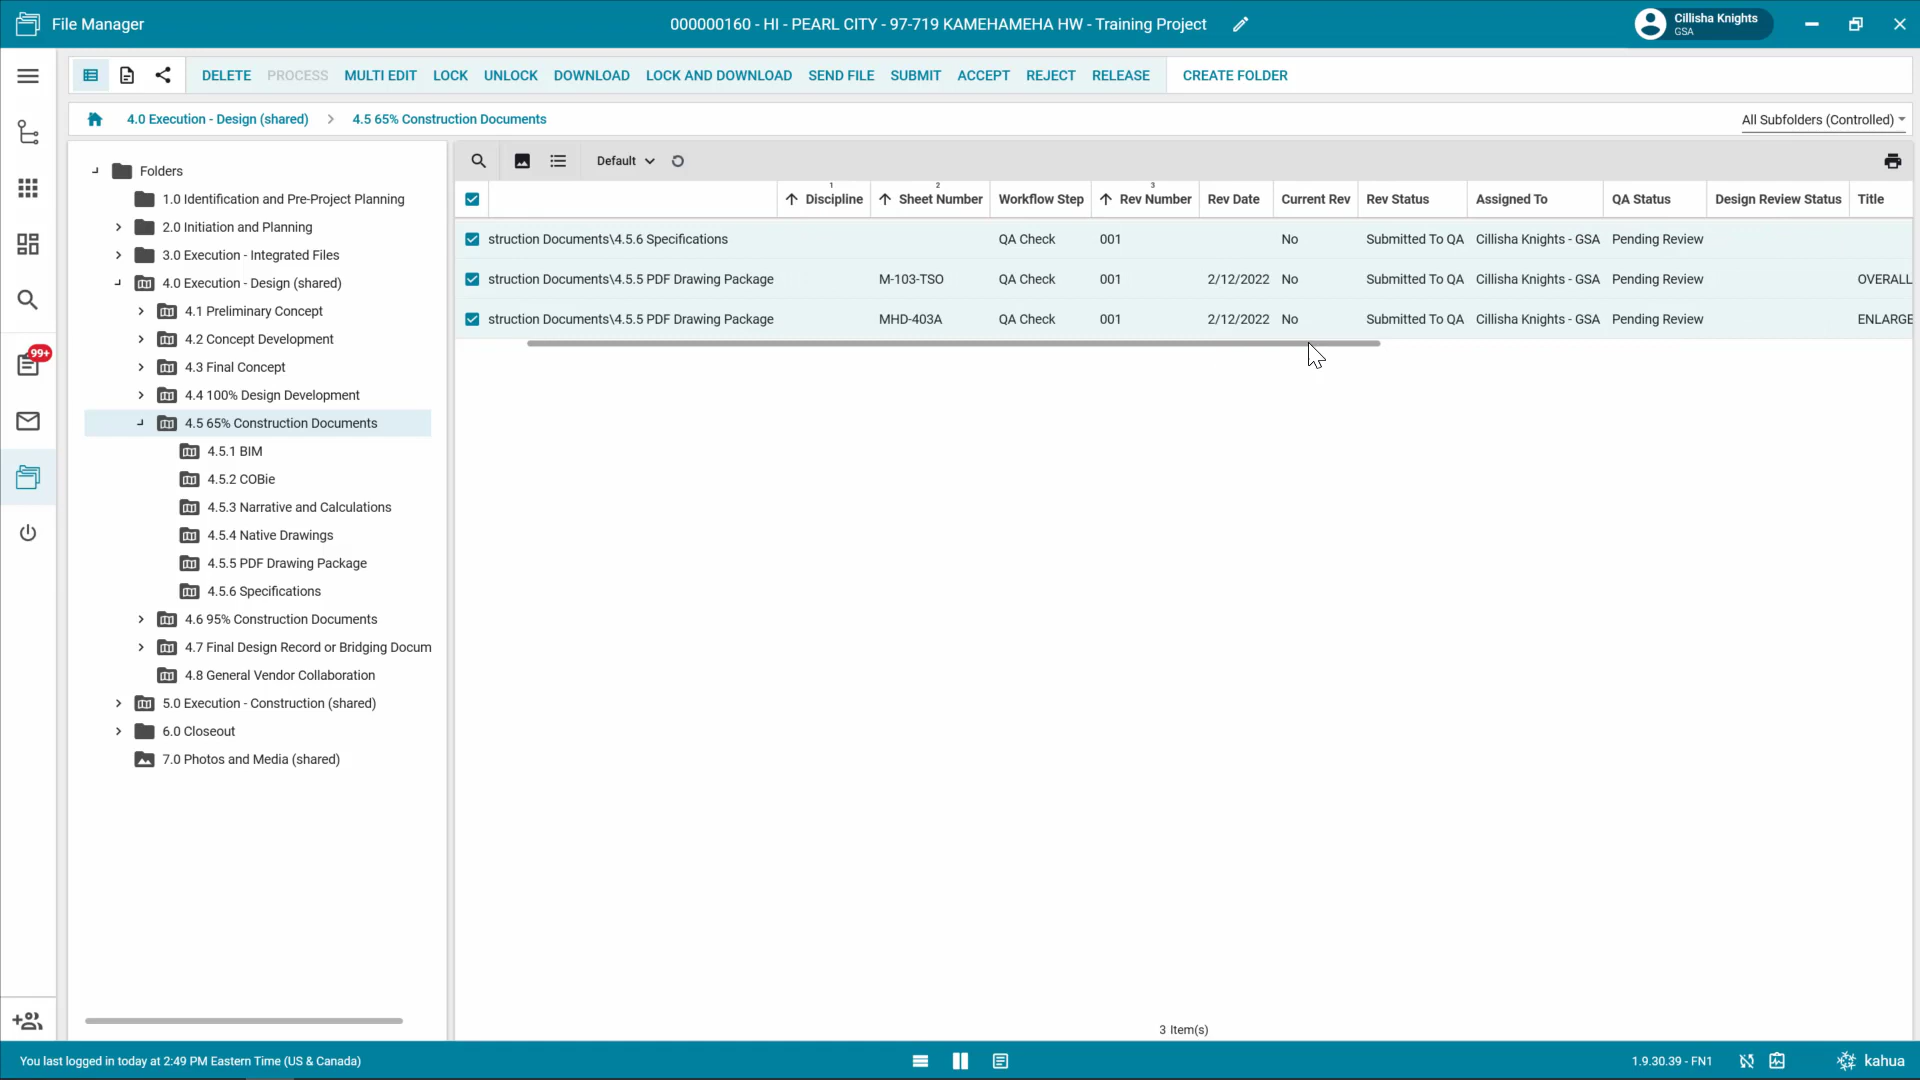 File Manager
000000160 - HI - PEARL CITY - 97-719 KAMEHAMEHA HW - Training Project
Cillisha Knights
GSA
DELETE PROCESS MULTI EDIT LOCK UNLOCK DOWNLOAD LOCK AND DOWNLOAD SEND FILE SUBMIT ACCEPT REJECT RELEASE CREATE FOLDER
4.0 Execution - Design (shared) > 4.5 65% Construction Documents
All Subfolders (Controlled)
99+
Folders
1.0 Identification and Pre-Project Planning
2.0 Initiation and Planning
3.0 Execution - Integrated Files
4.0 Execution - Design (shared)
4.1 Preliminary Concept
4.2 Concept Development
4.3 Final Concept
4.4 100% Design Development
4.5 65% Construction Documents
4.5.1 BIM
4.5.2 COBie
4.5.3 Narrative and Calculations
4.5.4 Native Drawings
4.5.5 PDF Drawing Package
4.5.6 Specifications
4.6 95% Construction Documents
4.7 Final Design Record or Bridging Docum
4.8 General Vendor Collaboration
5.0 Execution - Construction (shared)
6.0 Closeout
7.0 Photos and Media (shared)
Default
1 2 3
Discipline Sheet Number Workflow Step Rev Number Rev Date Current Rev Rev Status Assigned To QA Status Design Review Status Title
struction Documents\4.5.6 Specifications QA Check 001 No Submitted To QA Cillisha Knights - GSA Pending Review
struction Documents\4.5.5 PDF Drawing Package M-103-TSO QA Check 001 2/12/2022 No Submitted To QA Cillisha Knights - GSA Pending Review OVERALL
struction Documents\4.5.5 PDF Drawing Package MHD-403A QA Check 001 2/12/2022 No Submitted To QA Cillisha Knights - GSA Pending Review ENLARGE
3 Item(s)
You last logged in today at 2:49 PM Eastern Time (US & Canada)
1.9.30.39 - FN1
kahua